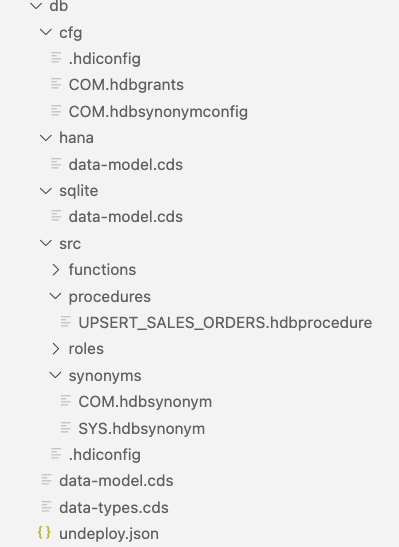 db
cfg
.hdiconfig
COM.hdbgrants
COM.hdbsynonymconfig
hana
data-model.cds
sqlite
data-model.cds
src
functions
procedures
UPSERT_SALES_ORDERS.hdbprocedure
roles
synonyms
COM.hdbsynonym
SYS.hdbsynonym
.hdiconfig
data-model.cds
data-types.cds
{} undeploy.json